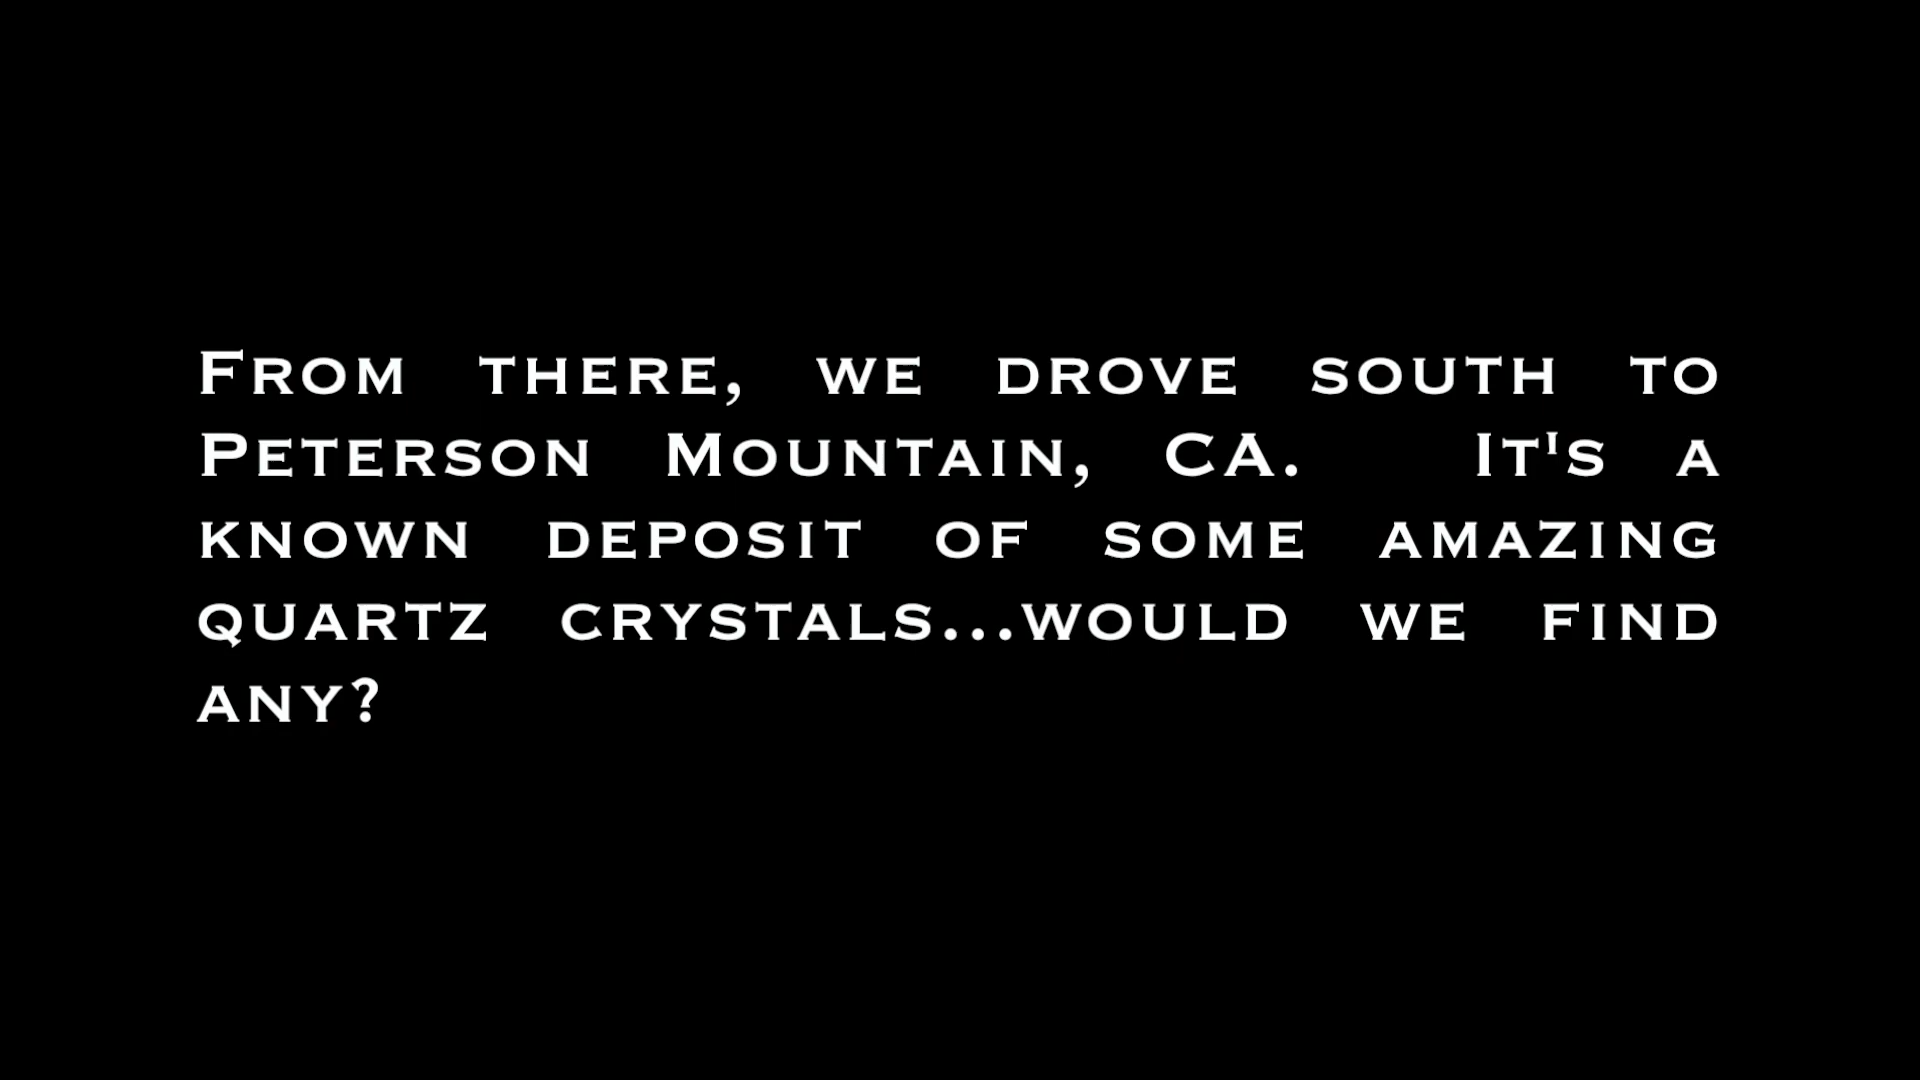 From there, we drove south to
Peterson Mountain, CA.  It's a
known deposit of some amazing
quartz crystals...would we find
any?